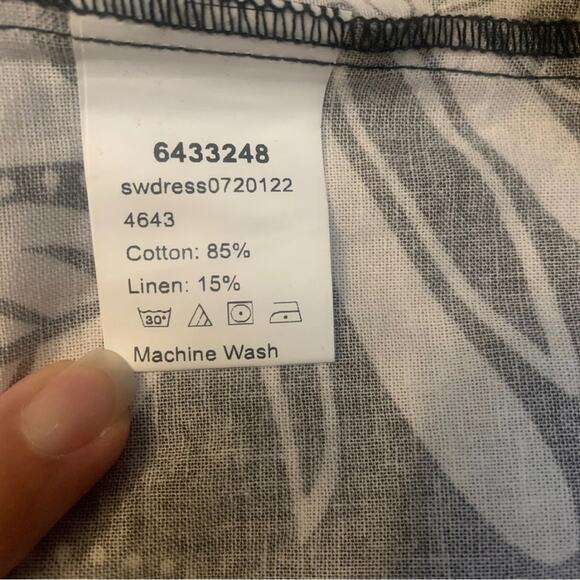 6433248
swdress0720122
4643
Cotton: 85%
Linen: 15%
30°
Machine Wash